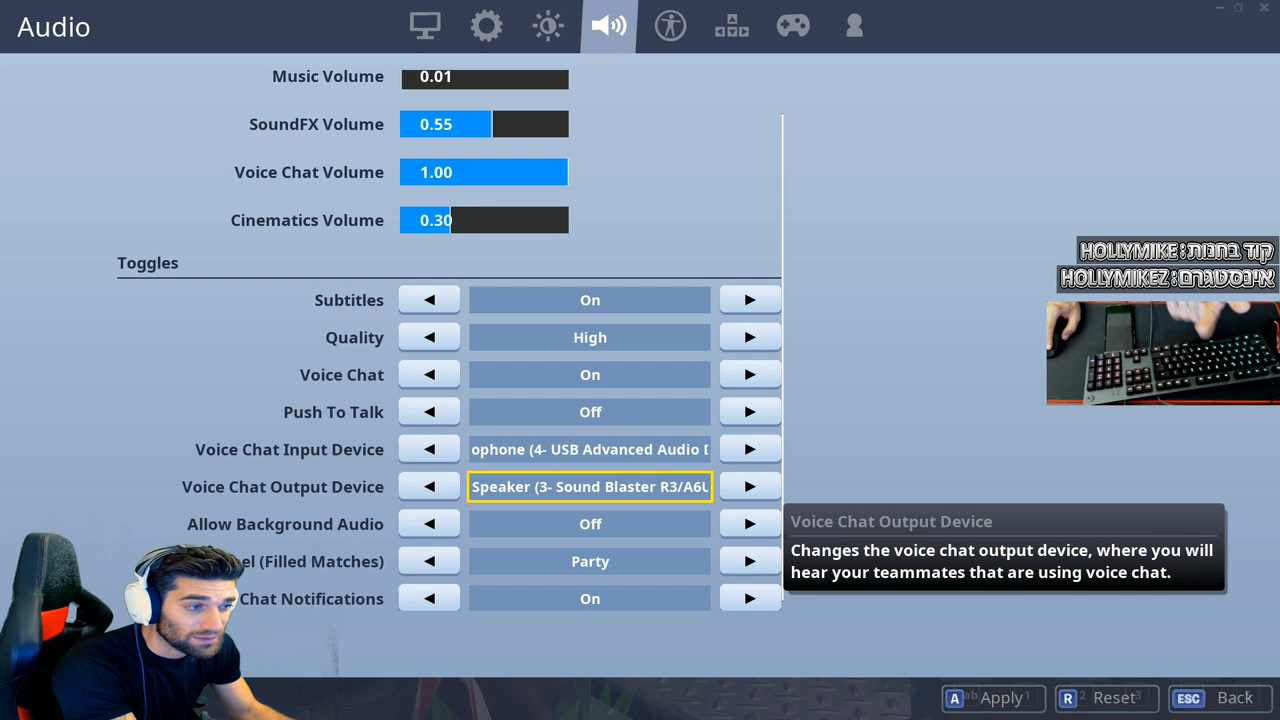 Audio
Music Volume 0.01
SoundFX Volume 0.55
Voice Chat Volume 1.00
Cinematics Volume 0.30
Toggles
Subtitles On
Quality High
Voice Chat On
Push To Talk Off
Voice Chat Input Device ophone (4- USB Advanced Audio D
Voice Chat Output Device Speaker (3- Sound Blaster R3/A6U
Allow Background Audio Off
el (Filled Matches) Party
Chat Notifications On
קוד בחנות: HOLLYMIKE
אינסטגרם: HOLLYMIKEZ
Voice Chat Output Device
Changes the voice chat output device, where you will
hear your teammates that are using voice chat.
A Apply R Reset ESC Back